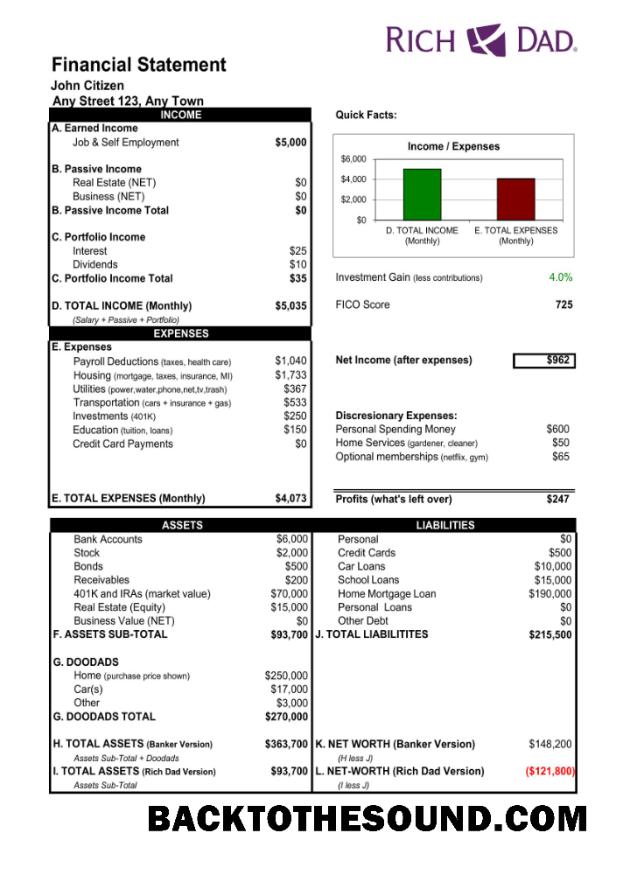 RICH DAD.
Financial Statement
John Citizen
Any Street 123, Any Town
INCOME
A. Earned Income
Job & Self Employment $5,000
B. Passive Income
Real Estate (NET) $0
Business (NET) $0
B. Passive Income Total $0
C. Portfolio Income
Interest $25
Dividends $10
C. Portfolio Income Total $35
D. TOTAL INCOME (Monthly) $5,035
(Salary + Passive + Portfolio)
EXPENSES
E. Expenses
Payroll Deductions (taxes, health care) $1,040
Housing (mortgage, taxes, insurance, MI) $1,733
Utilities (power,water,phone,net,tv,trash) $367
Transportation (cars + insurance + gas) $533
Investments (401K) $250
Education (tuition, loans) $150
Credit Card Payments $0
E. TOTAL EXPENSES (Monthly) $4,073
Quick Facts:
Income / Expenses
$6,000
$4,000
$2,000
$0
D. TOTAL INCOME E. TOTAL EXPENSES
(Monthly) (Monthly)
Investment Gain (less contributions) 4.0%
FICO Score 725
Net Income (after expenses) $962
Discresionary Expenses:
Personal Spending Money $600
Home Services (gardener, cleaner) $50
Optional memberships (netflix, gym) $65
Profits (what's left over) $247
ASSETS
Bank Accounts $6,000
Stock $2,000
Bonds $500
Receivables $200
401K and IRAs (market value) $70,000
Real Estate (Equity) $15,000
Business Value (NET) $0
F. ASSETS SUB-TOTAL $93,700
G. DOODADS
Home (purchase price shown) $250,000
Car(s) $17,000
Other $3,000
G. DOODADS TOTAL $270,000
H. TOTAL ASSETS (Banker Version) $363,700
Assets Sub-Total + Doodads
I. TOTAL ASSETS (Rich Dad Version) $93,700
Assets Sub-Total
LIABILITIES
Personal $0
Credit Cards $500
Car Loans $10,000
School Loans $15,000
Home Mortgage Loan $190,000
Personal Loans $0
Other Debt $0
J. TOTAL LIABILITITES $215,500
K. NET WORTH (Banker Version) $148,200
(H less J)
L. NET-WORTH (Rich Dad Version) ($121,800)
(I less J)
BACKTOTHESOUND.COM